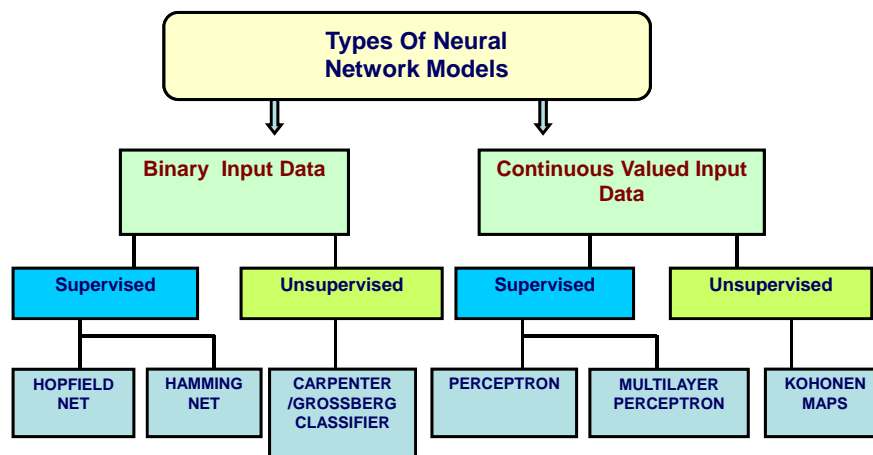 Types Of Neural
Network Models
Binary Input Data
Continuous Valued Input
Data
Supervised
Unsupervised
Supervised
Unsupervised
HOPFIELD
NET
HAMMING
NET
CARPENTER
/GROSSBERG
CLASSIFIER
PERCEPTRON
MULTILAYER
PERCEPTRON
KOHONEN
MAPS